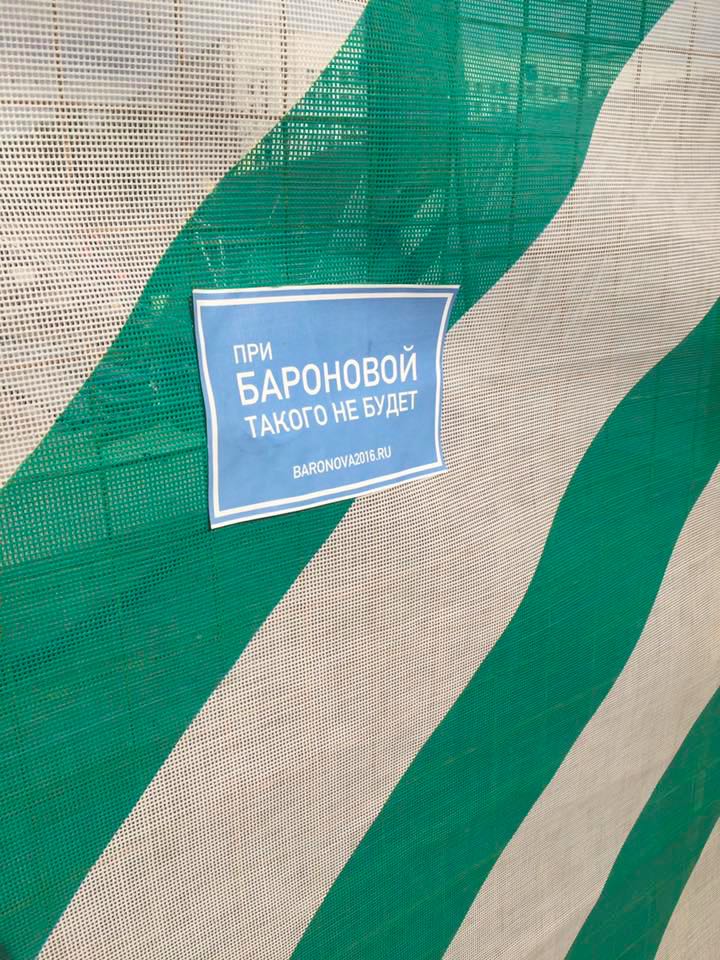 ПРИ
БАРОНОВОЙ
ТАКОГО НЕ БУДЕТ
BARONOVA2016.RU